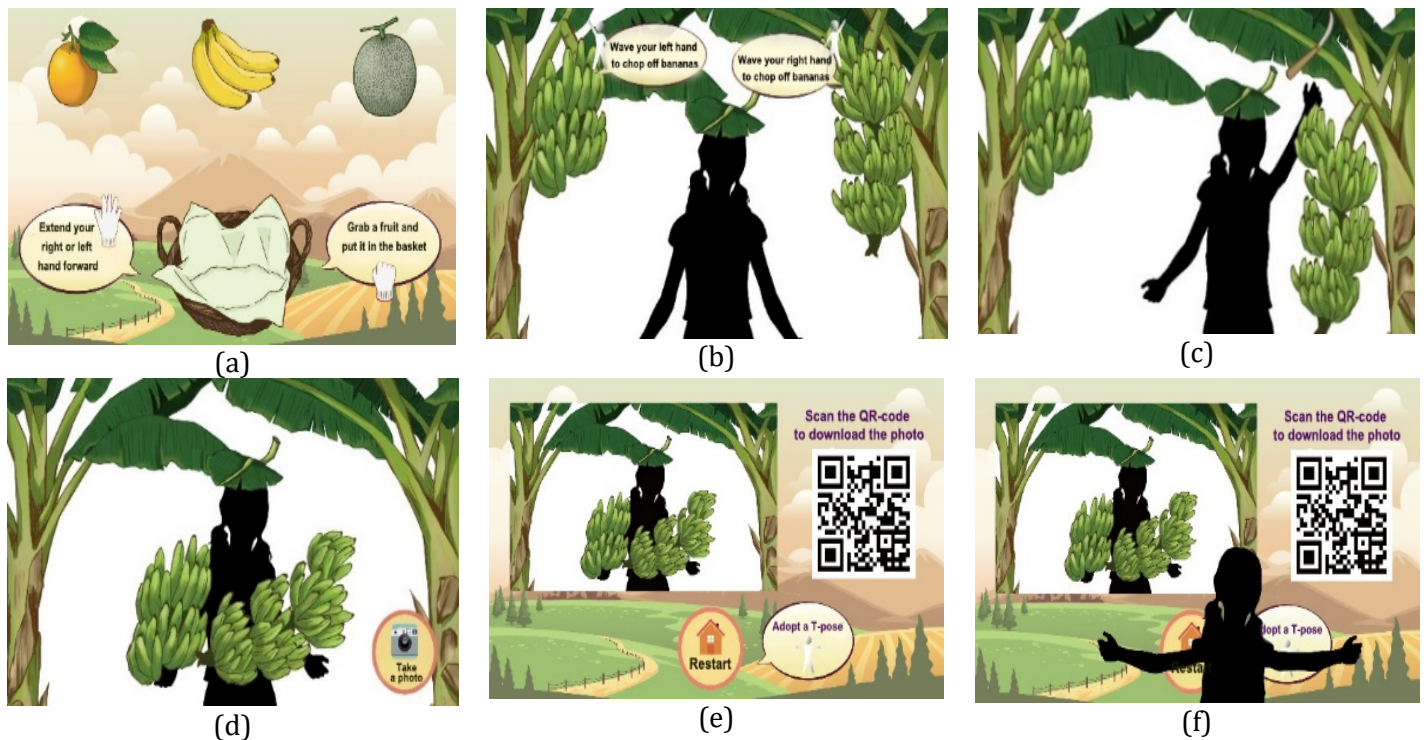 Extend your
right or left
hand forward
Grab a fruit and
put it in the basket
(a)
Wave your left hand
to chop off bananas
Wave your right hand
to chop off bananas
(b)
(c)
Take
a photo
(d)
Scan the QR-code
to download the photo
Adopt a T-pose
Restart
(e)
Scan the QR-code
to download the photo
dopt a T-pose
Restart
(f)